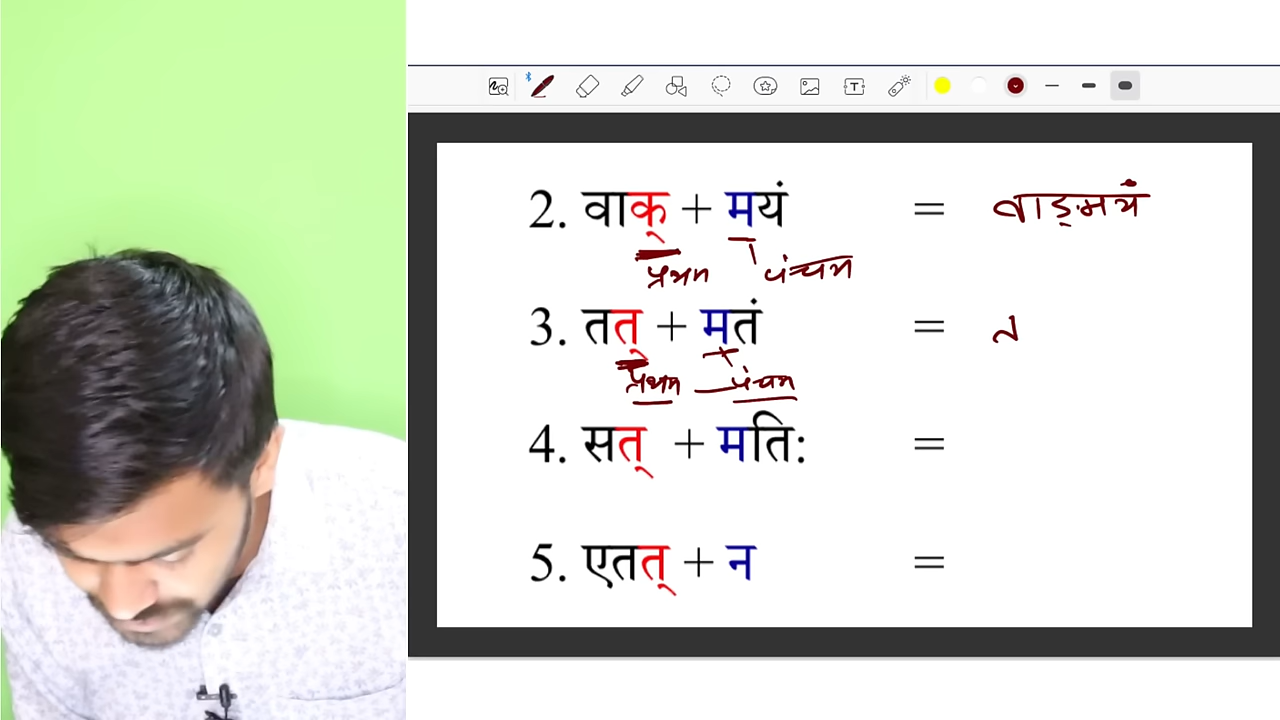 2. वाक् + मयं = वाङ्मयं
प्रथम पंचम
3. तत् + मतं = त
प्रथम पंचम
4. सत् + मतिः =
5. एतत् + न =